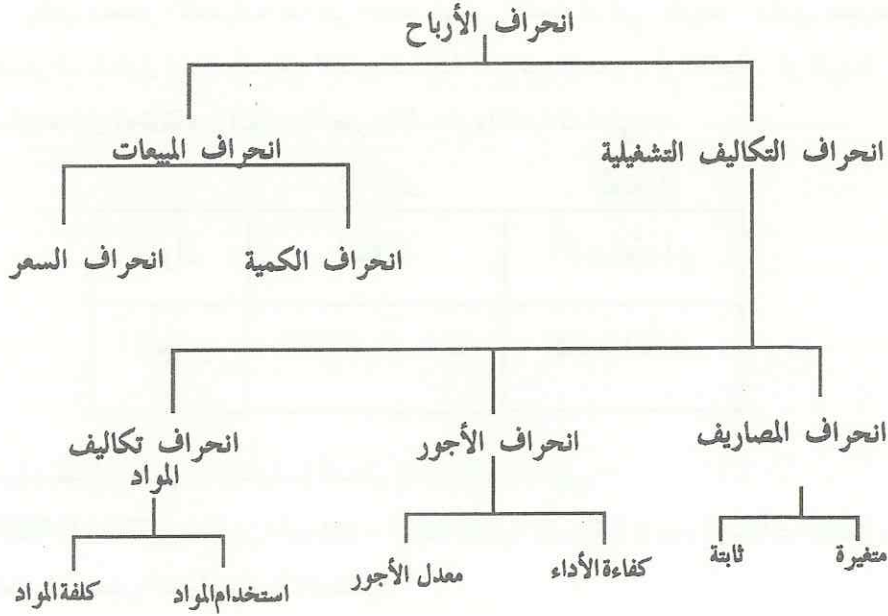 انحراف الأرباح
انحراف التكاليف التشغيلية
انحراف المبيعات
انحراف الكمية
انحراف السعر
انحراف المصاريف
انحراف الأجور
انحراف تكاليف
المواد
متغيرة
ثابتة
كفاءة الأداء
معدل الأجور
استخدام المواد
كلفة المواد